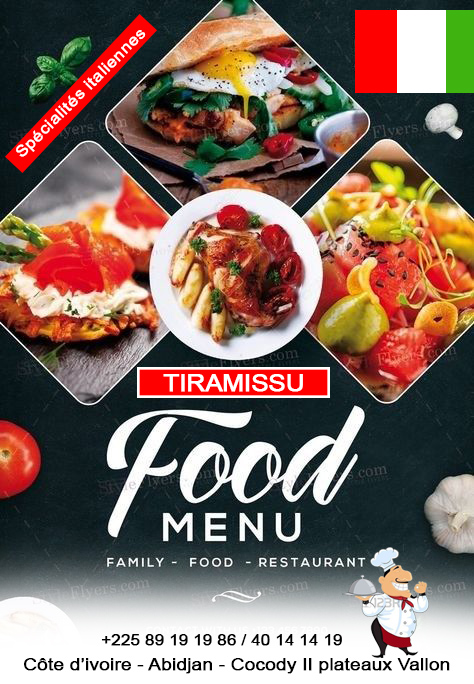 Spécialités italiennes
TIRAMISSU
Food
MENU
FAMILY - FOOD - RESTAURANT
+225 89 19 19 86 / 40 14 14 19
Côte d'ivoire - Abidjan - Cocody II plateaux Vallon